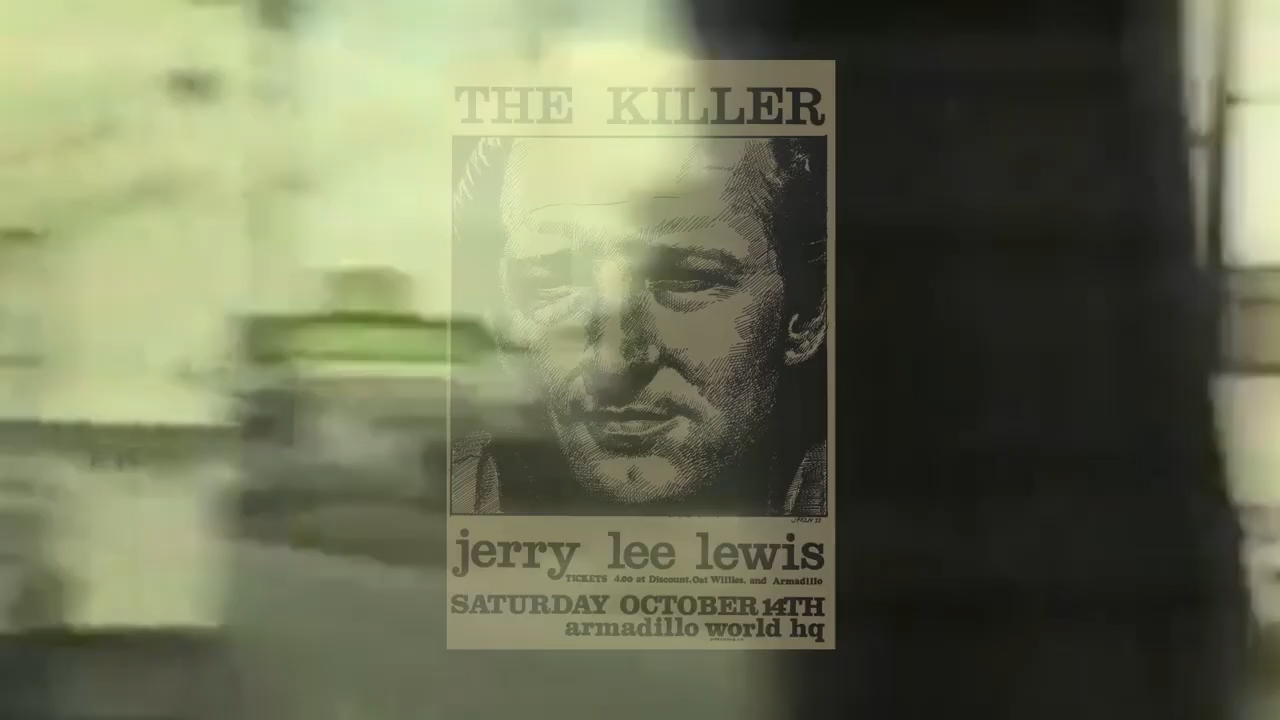 THE KILLER
jerry lee lewis
TICKETS 4.00 at Discount, Oat Willies, and Armadillo
SATURDAY OCTOBER 14TH
armadillo world hq